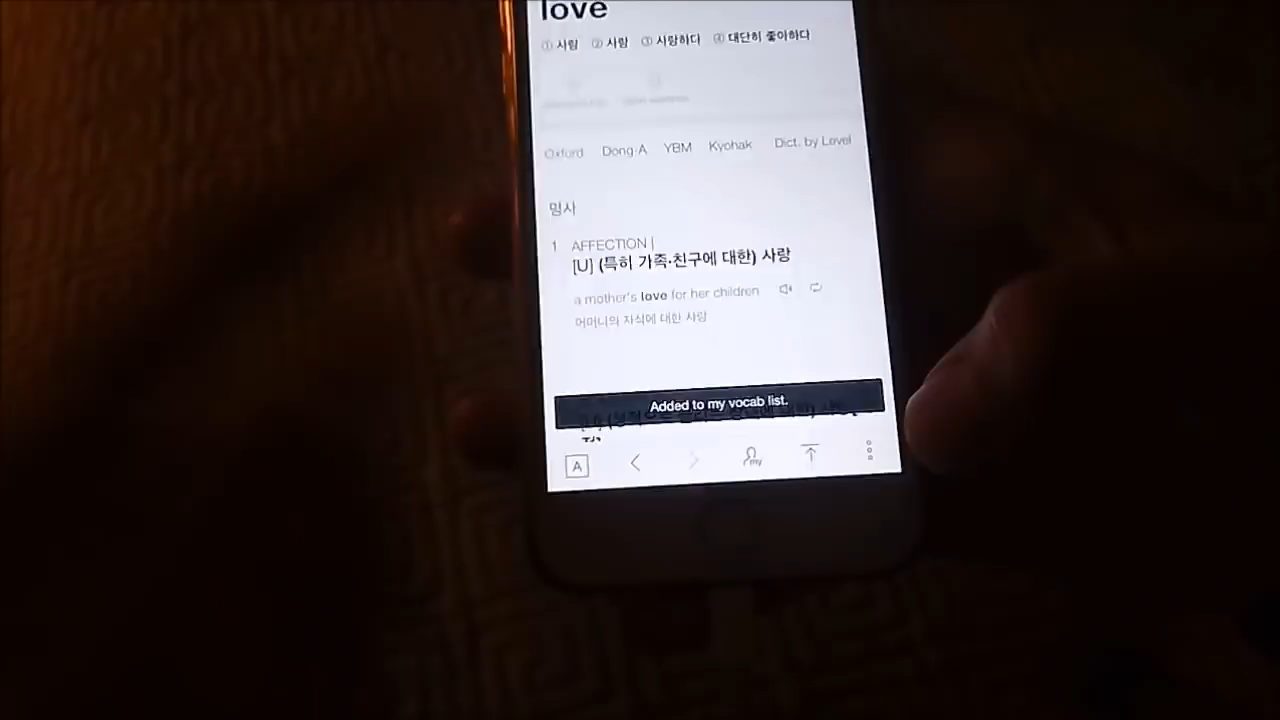 love
① 사랑 ② 사람 ③ 사랑하다 ④ 대단히 좋아하다
Oxford Dong-A YBM Kyohak Dict. by Level
명사
1 AFFECTION |
[U] (특히 가족·친구에 대한) 사랑
a mother's love for her children
어머니의 자식에 대한 사랑
Added to my vocab list.
A my